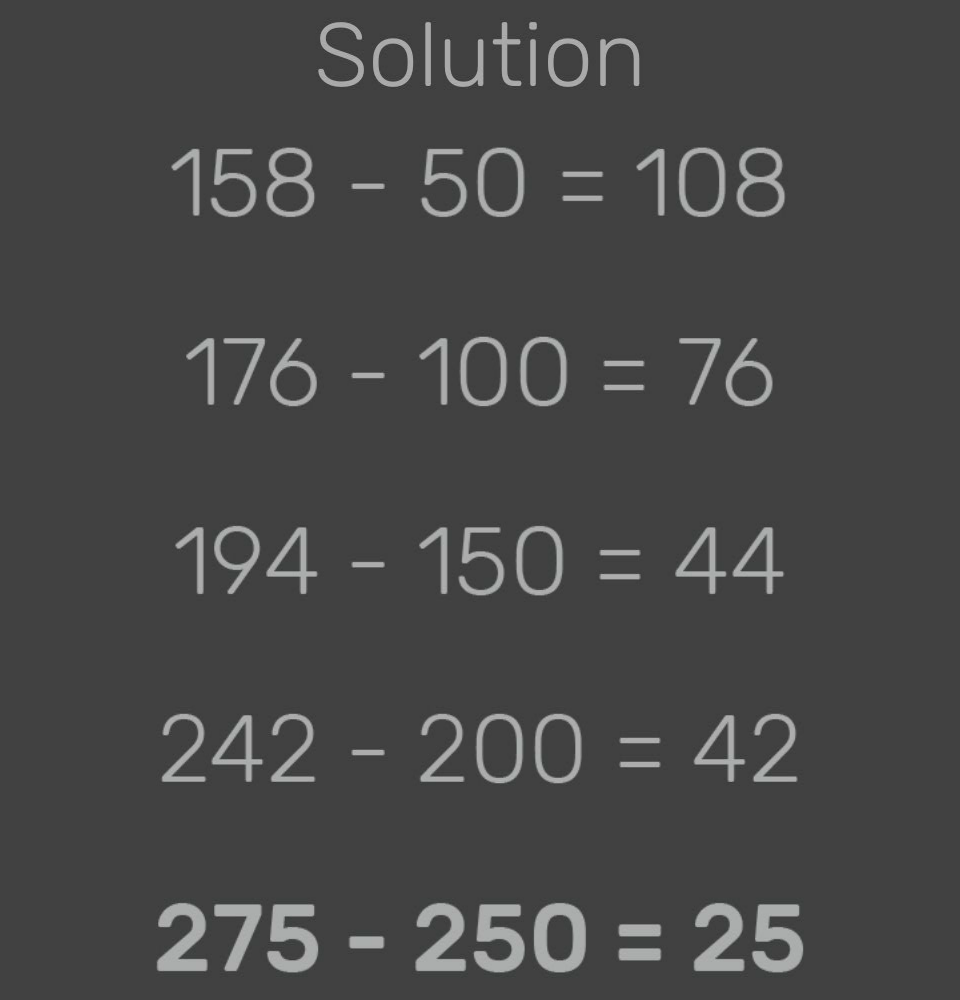 Solution
158 - 50 = 108
176 - 100 = 76
194 - 150 = 44
242 - 200 = 42
275 - 250 = 25